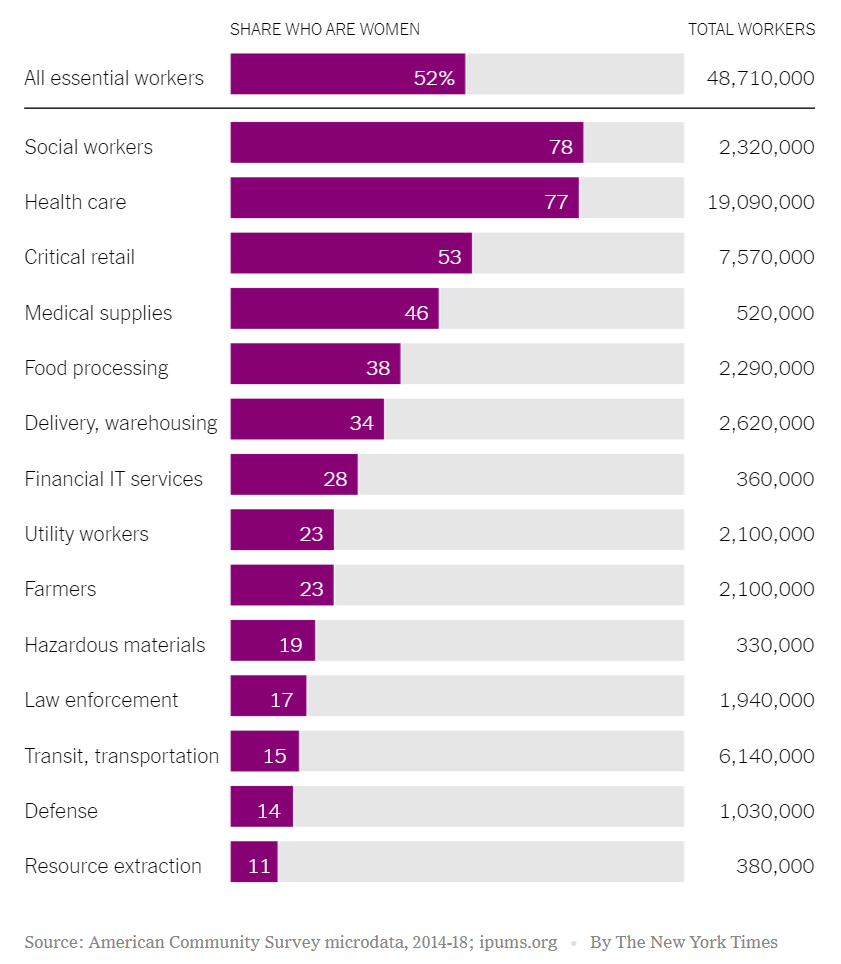 SHARE WHO ARE WOMEN TOTAL WORKERS
All essential workers 52% 48,710,000
Social workers 78 2,320,000
Health care 77 19,090,000
Critical retail 53 7,570,000
Medical supplies 46 520,000
Food processing 38 2,290,000
Delivery, warehousing 34 2,620,000
Financial IT services 28 360,000
Utility workers 23 2,100,000
Farmers 23 2,100,000
Hazardous materials 19 330,000
Law enforcement 17 1,940,000
Transit, transportation 15 6,140,000
Defense 14 1,030,000
Resource extraction 11 380,000
Source: American Community Survey microdata, 2014-18; ipums.org • By The New York Times